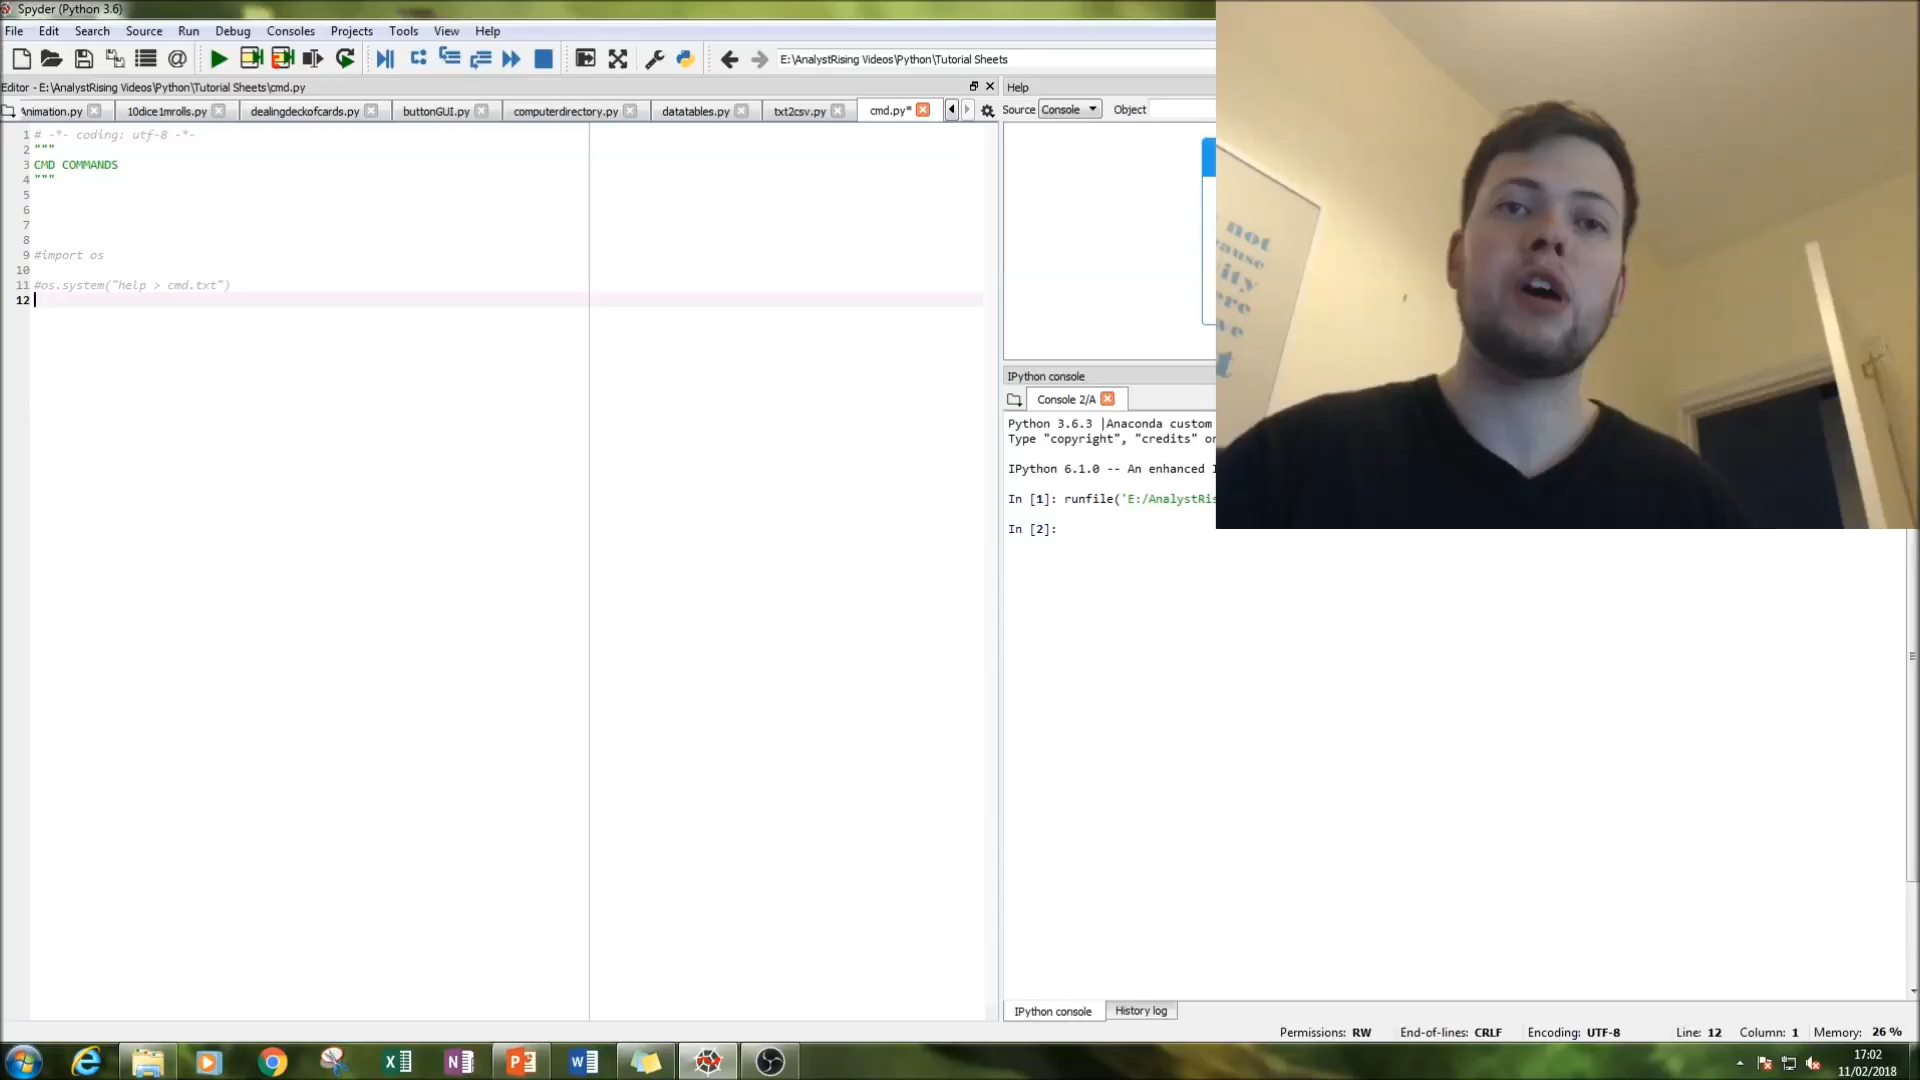 Spyder (Python 3.6)
File Edit Search Source Run Debug Consoles Projects Tools View Help
E:\AnalystRising Videos\Python\Tutorial Sheets
Editor - E:\AnalystRising Videos\Python\Tutorial Sheets\cmd.py
Help
Animation.py 10dice1mrolls.py dealingdeckofcards.py buttonGUI.py computerdirectory.py datatables.py txt2csv.py cmd.py*
Source Console Object
1 # -*- coding: utf-8 -*-
2 """
3 CMD COMMANDS
4 """
5
6
7
8
9 #import os
10
11 #os.system("help > cmd.txt")
12
not
cause
ity
ere
ve
t
IPython console
Console 2/A
Python 3.6.3 |Anaconda custom
Type "copyright", "credits" or
IPython 6.1.0 -- An enhanced I
In [1]: runfile('E:/AnalystRis
In [2]:
IPython console History log
Permissions: RW End-of-lines: CRLF Encoding: UTF-8 Line: 12 Column: 1 Memory: 26 %
17:02
11/02/2018